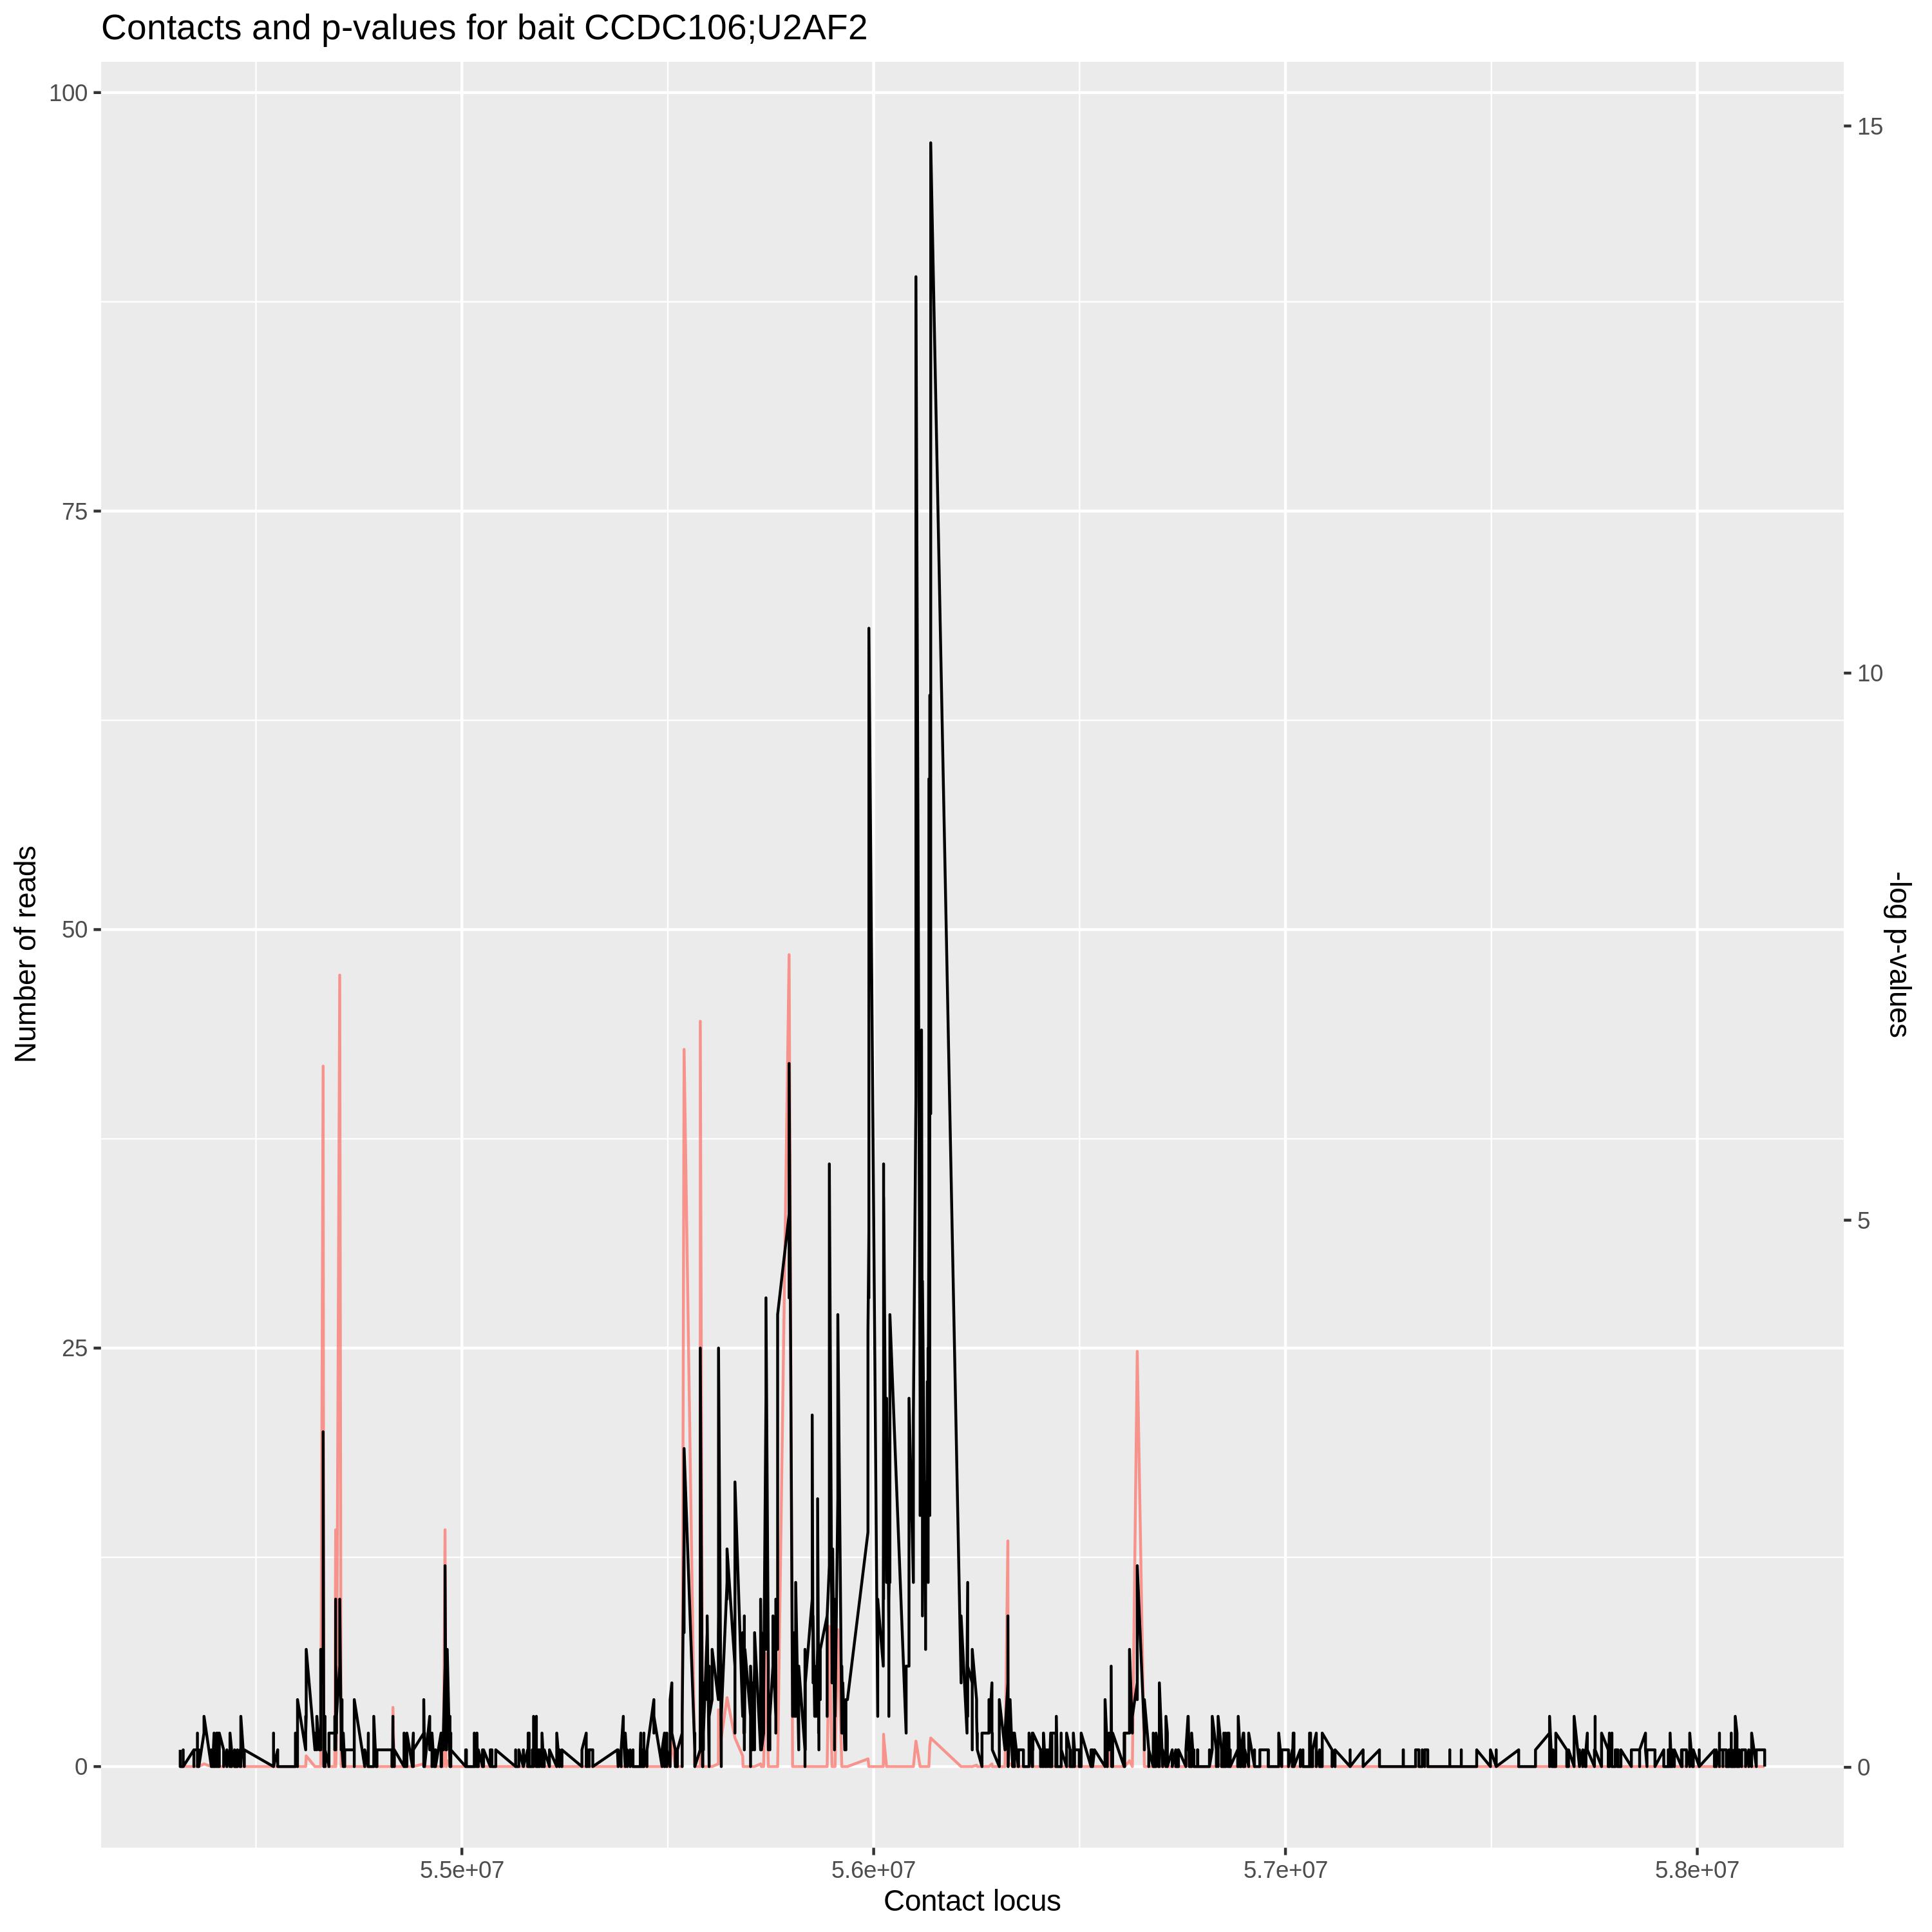 Contacts and p-values for bait CCDC106;U2AF2
100
75
50
25
0
15
10
5
0
Number of reads
-log p-values
5.5e+07
5.6e+07
5.7e+07
5.8e+07
Contact locus